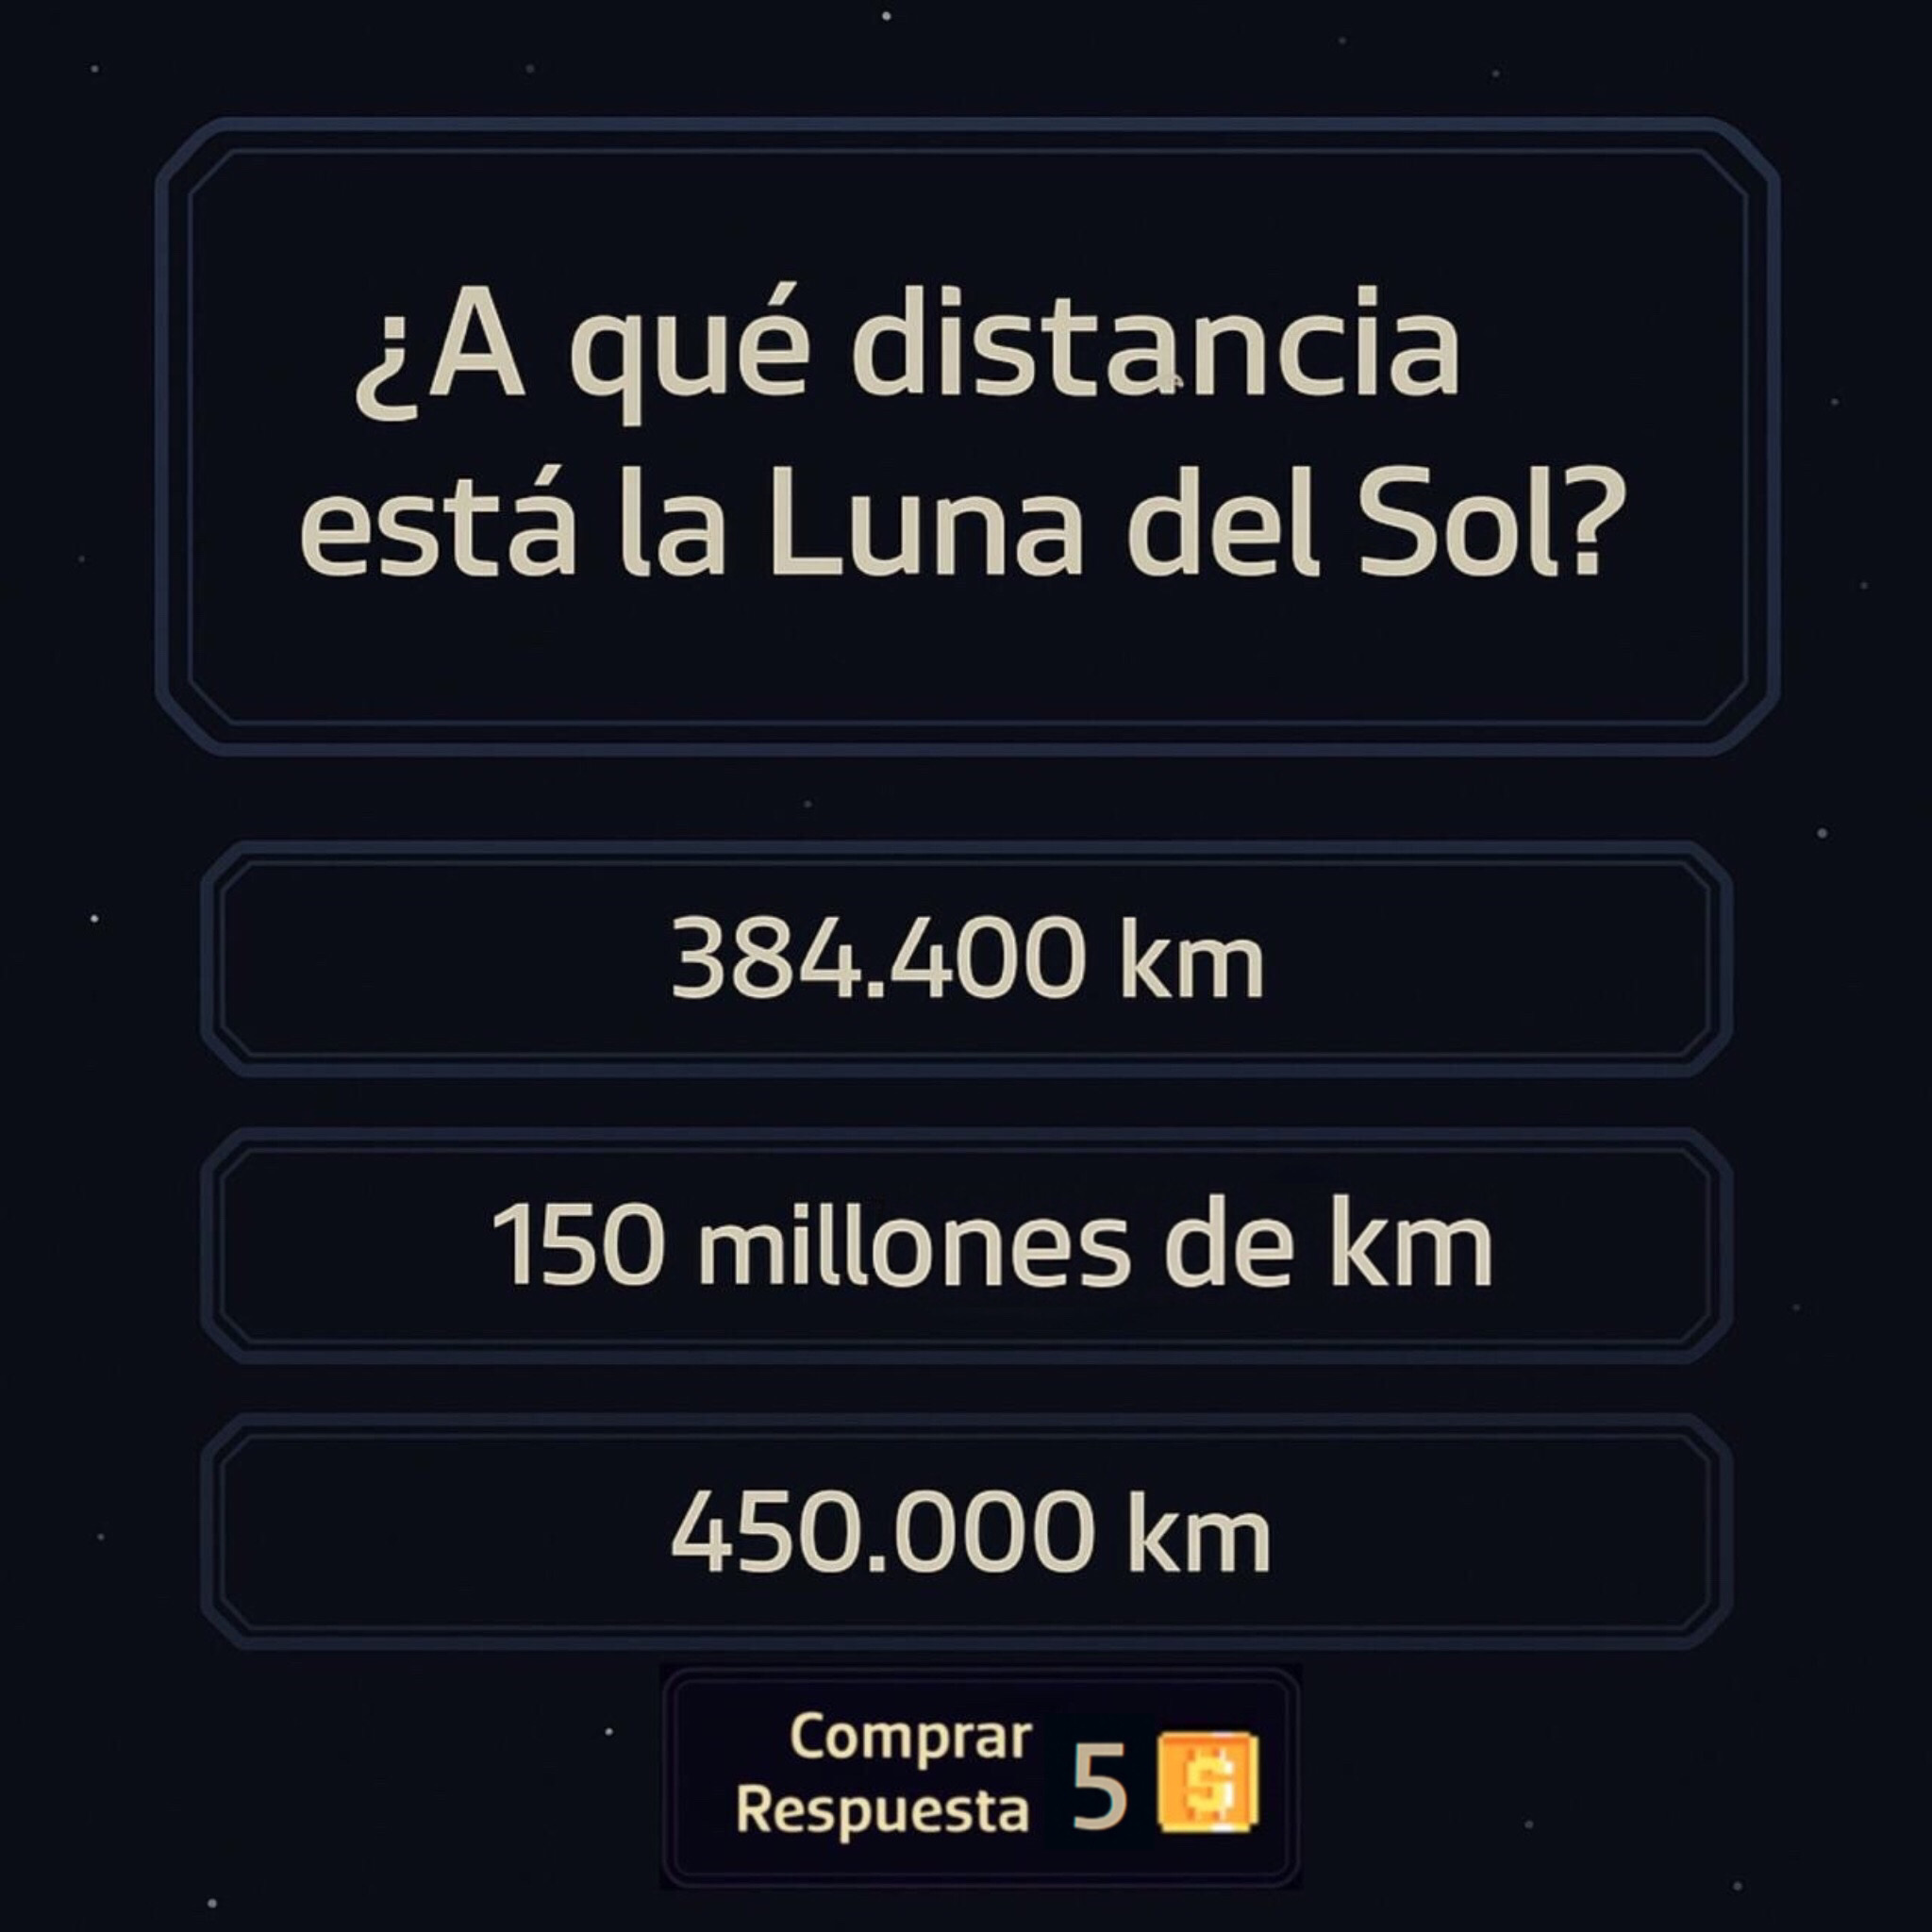 ¿A qué distancia
está la Luna del Sol?
384.400 km
150 millones de km
450.000 km
Comprar
Respuesta 5